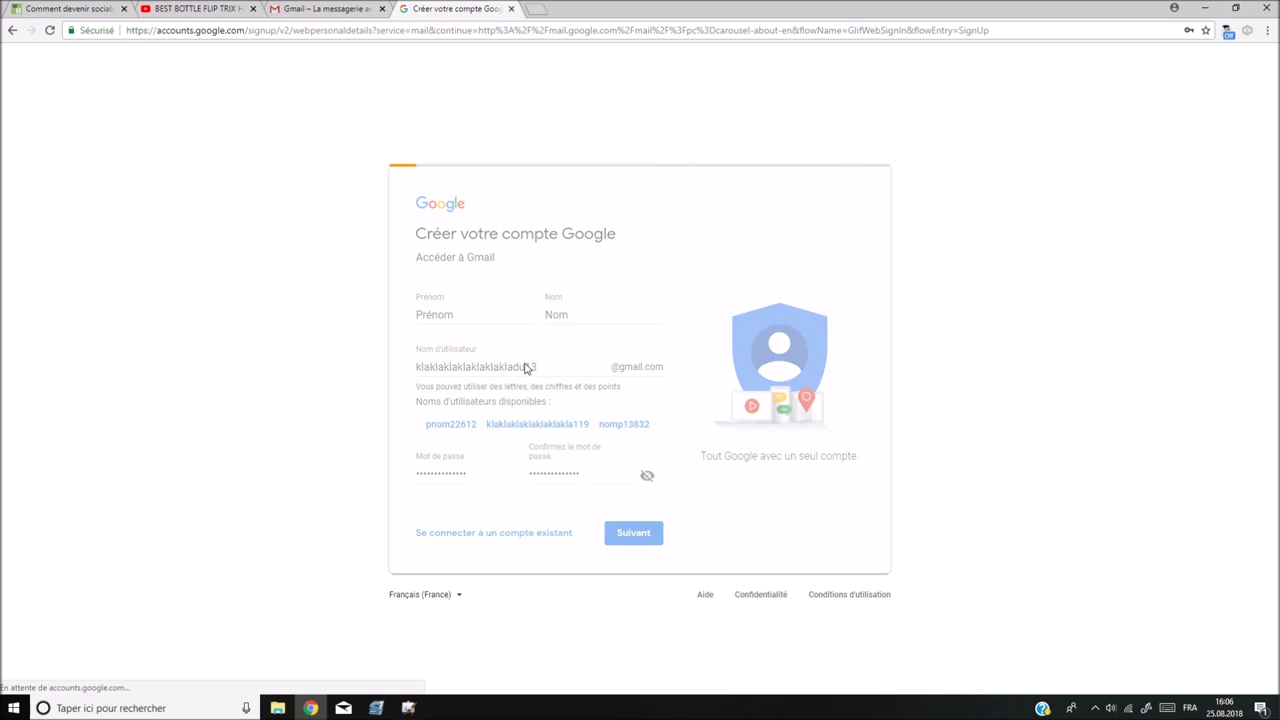 Comment devenir social
BEST BOTTLE FLIP TRIX H
Gmail – La messagerie av
Créer votre compte Goog
Sécurisé
https://accounts.google.com/signup/v2/webpersonaldetails?service=mail&continue=http%3A%2F%2Fmail.google.com%2Fmail%2F%3Fpc%3Dcarousel-about-en&flowName=GlifWebSignIn&flowEntry=SignUp
Off
Google
Créer votre compte Google
Accéder à Gmail
Prénom
Nom
Prénom
Nom
Nom d'utilisateur
@gmail.com
Vous pouvez utiliser des lettres, des chiffres et des points
Noms d'utilisateurs disponibles :
pnom22612 klaklaklaklaklaklakla119 nomp13832
Mot de passe
Confirmez le mot de
passe.
Tout Google avec un seul compte.
Se connecter à un compte existant
Suivant
Français (France)
Aide Confidentialité Conditions d'utilisation
En attente de accounts.google.com...
Taper ici pour rechercher
FRA
16:06
25.08.2018